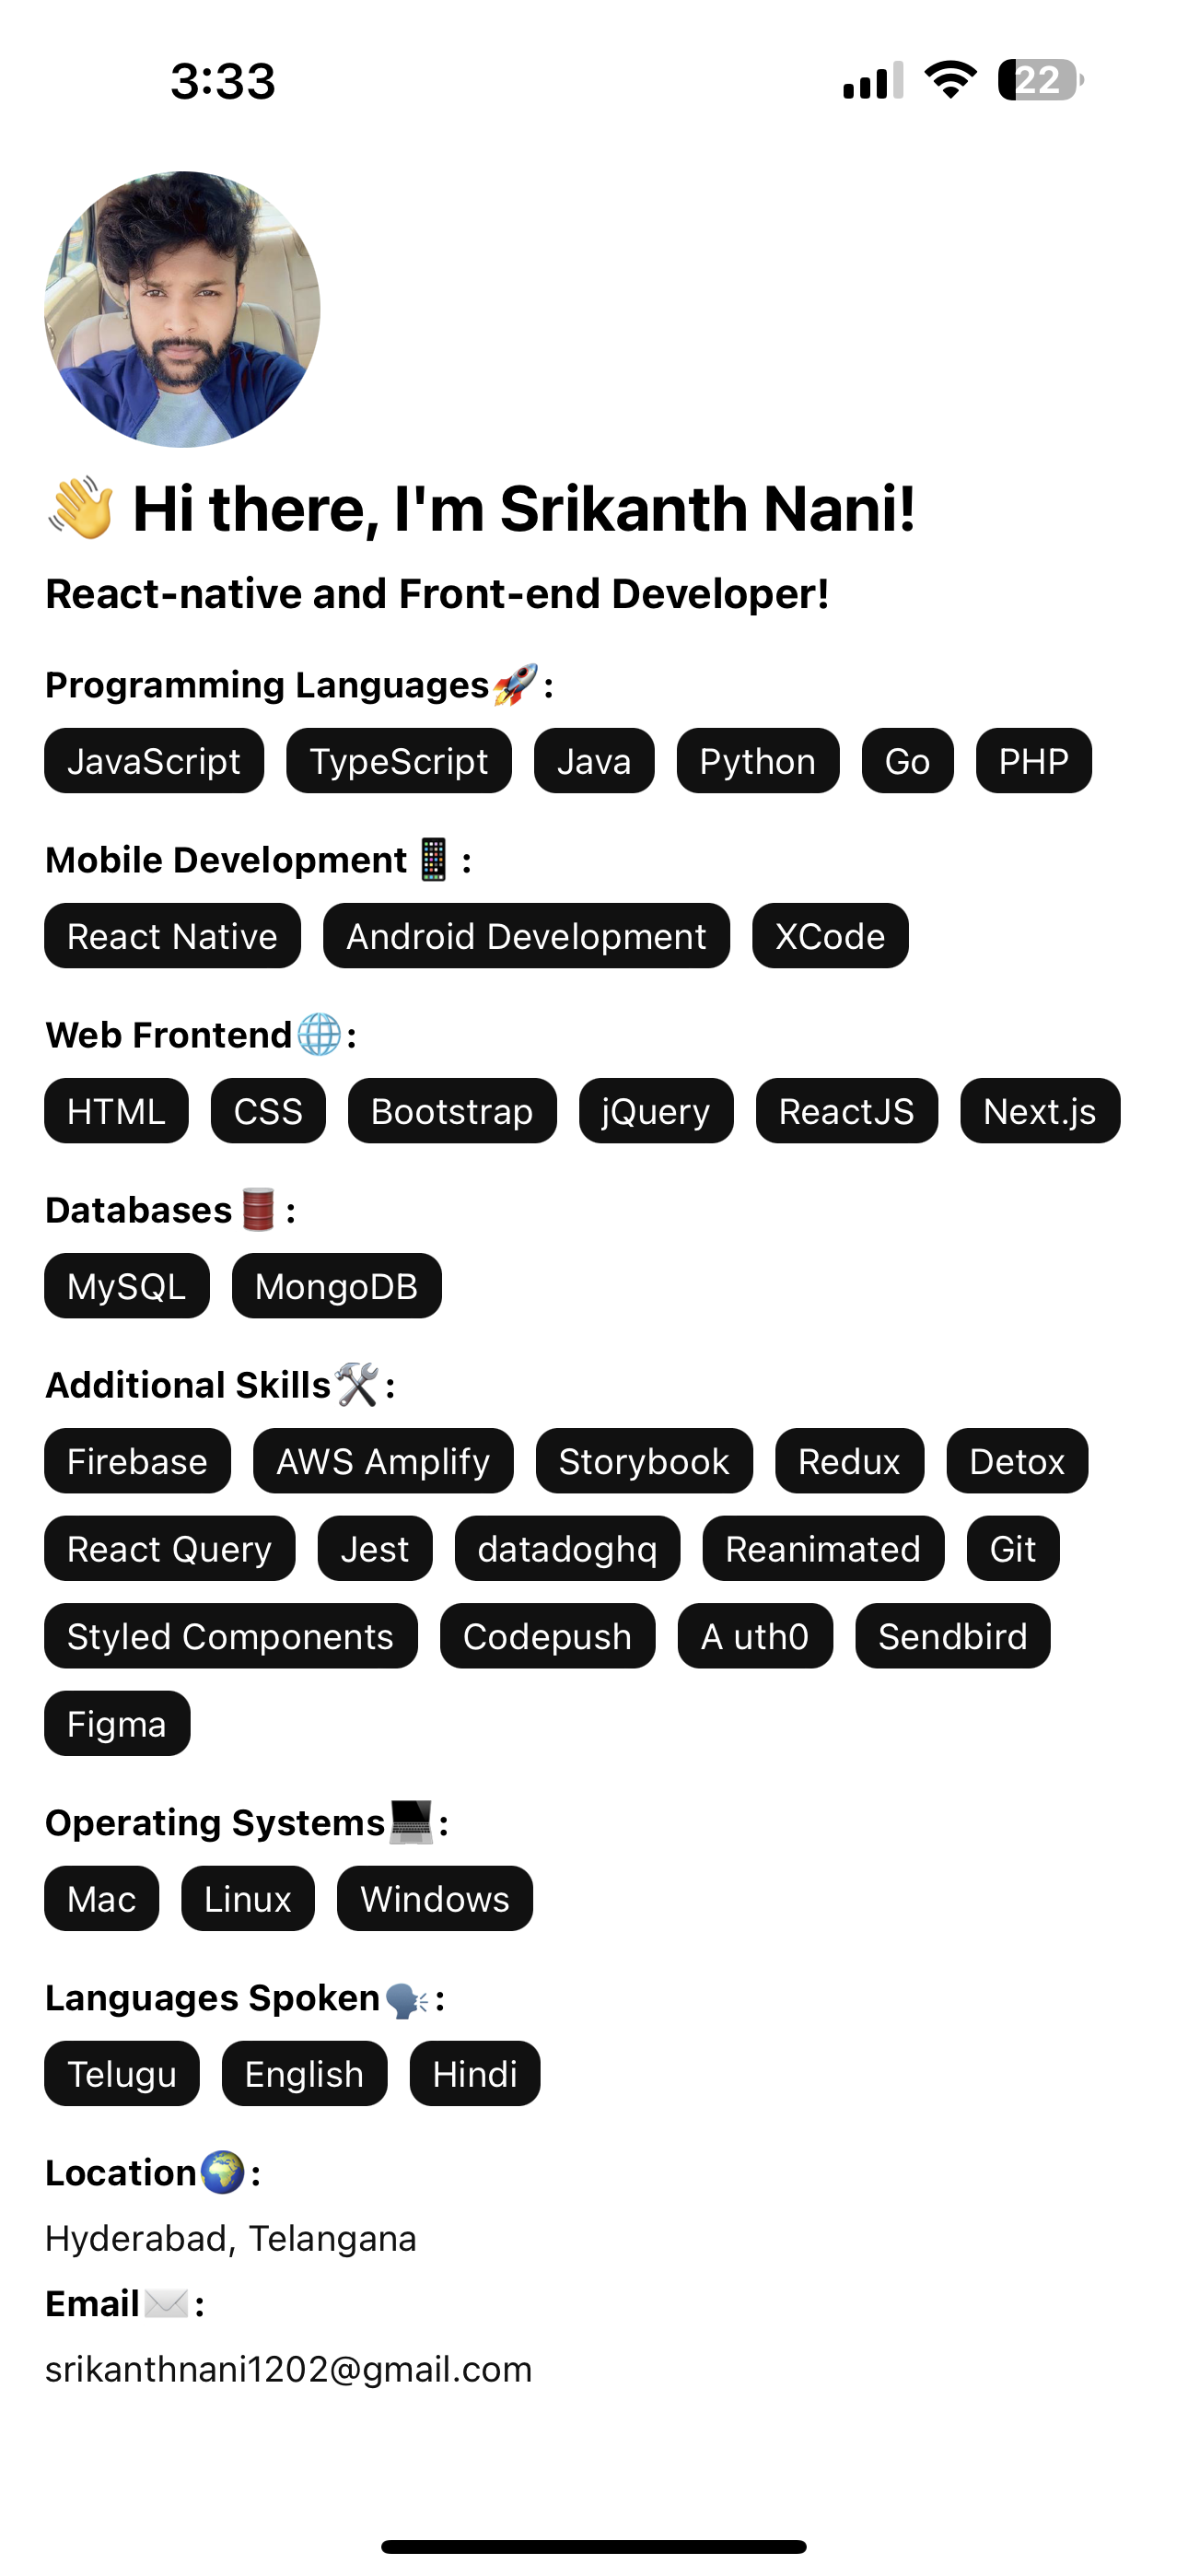 3:33 22
👋 Hi there, I'm Srikanth Nani!
React-native and Front-end Developer!
Programming Languages🚀:
JavaScript TypeScript Java Python Go PHP
Mobile Development📱:
React Native Android Development XCode
Web Frontend🌐:
HTML CSS Bootstrap jQuery ReactJS Next.js
Databases🛢️:
MySQL MongoDB
Additional Skills🛠️:
Firebase AWS Amplify Storybook Redux Detox
React Query Jest datadoghq Reanimated Git
Styled Components Codepush A uth0 Sendbird
Figma
Operating Systems💻:
Mac Linux Windows
Languages Spoken🗣️:
Telugu English Hindi
Location🌍:
Hyderabad, Telangana
Email✉️:
srikanthnani1202@gmail.com